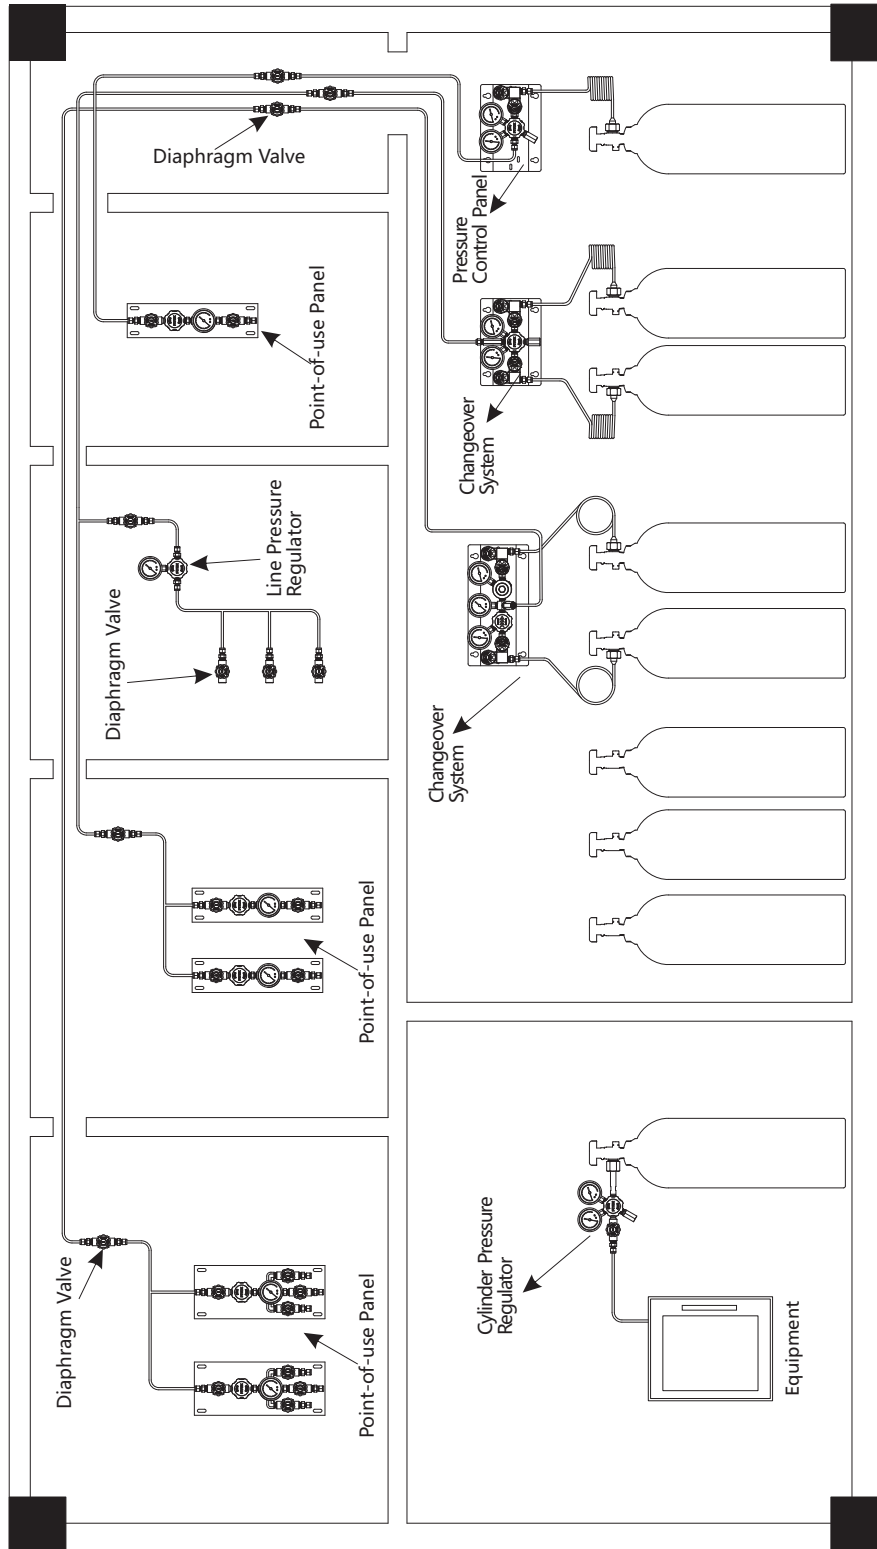 Diaphragm Valve
Pressure
Control Panel
Point-of-use Panel
Changeover
System
Line Pressure
Regulator
Diaphragm Valve
Changeover
System
Point-of-use Panel
Diaphragm Valve
Point-of-use Panel
Cylinder Pressure
Regulator
Equipment